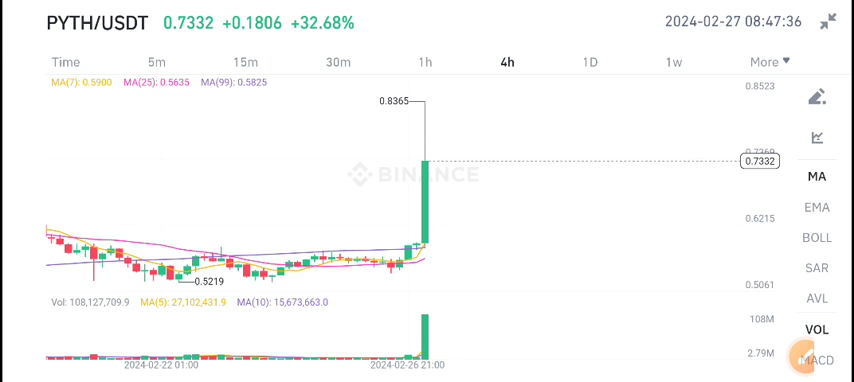 PYTH/USDT 0.7332 +0.1806 +32.68% 2024-02-27 08:47:36
Time 5m 15m 30m 1h 4h 1D 1w More
MA(7): 0.5900 MA(25): 0.5635 MA(99): 0.5825
0.8523
0.8365
0.7369
0.7332
BINANCE
MA
EMA
0.6215
BOLL
SAR
0.5219
0.5061
AVL
Vol: 108,127,709.9 MA(5): 27,102,431.9 MA(10): 15,673,663.0
108M
VOL
2.79M
MACD
2024-02-22 01:00 2024-02-26 21:00